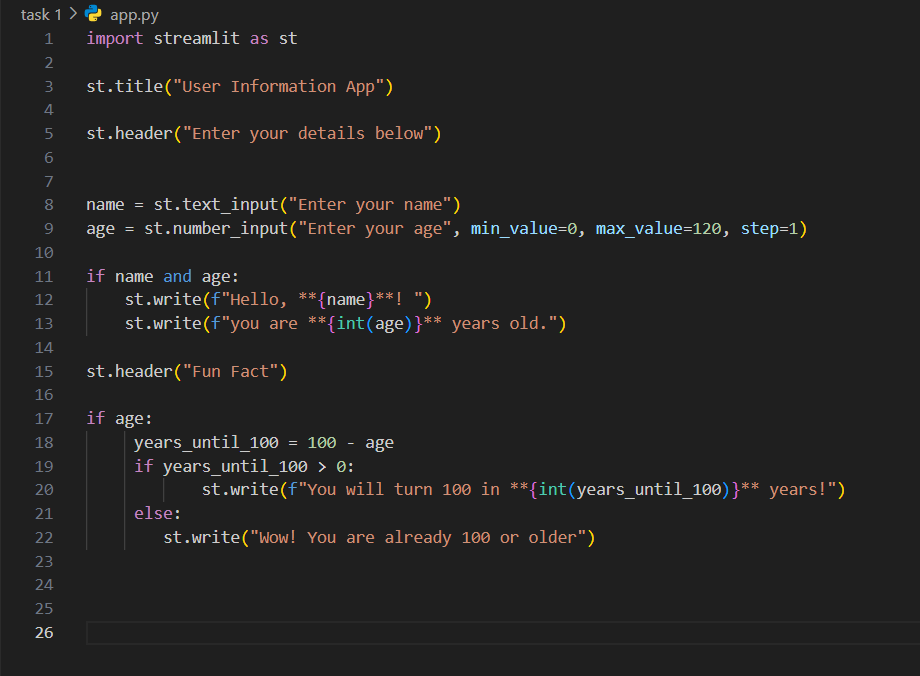 task 1 > app.py
1 import streamlit as st
2
3 st.title("User Information App")
4
5 st.header("Enter your details below")
6
7
8 name = st.text_input("Enter your name")
9 age = st.number_input("Enter your age", min_value=0, max_value=120, step=1)
10
11 if name and age:
12     st.write(f"Hello, **{name}**! ")
13     st.write(f"you are **{int(age)}** years old.")
14
15 st.header("Fun Fact")
16
17 if age:
18      years_until_100 = 100 - age
19      if years_until_100 > 0:
20             st.write(f"You will turn 100 in **{int(years_until_100)}** years!")
21      else:
22         st.write("Wow! You are already 100 or older")
23
24
25
26